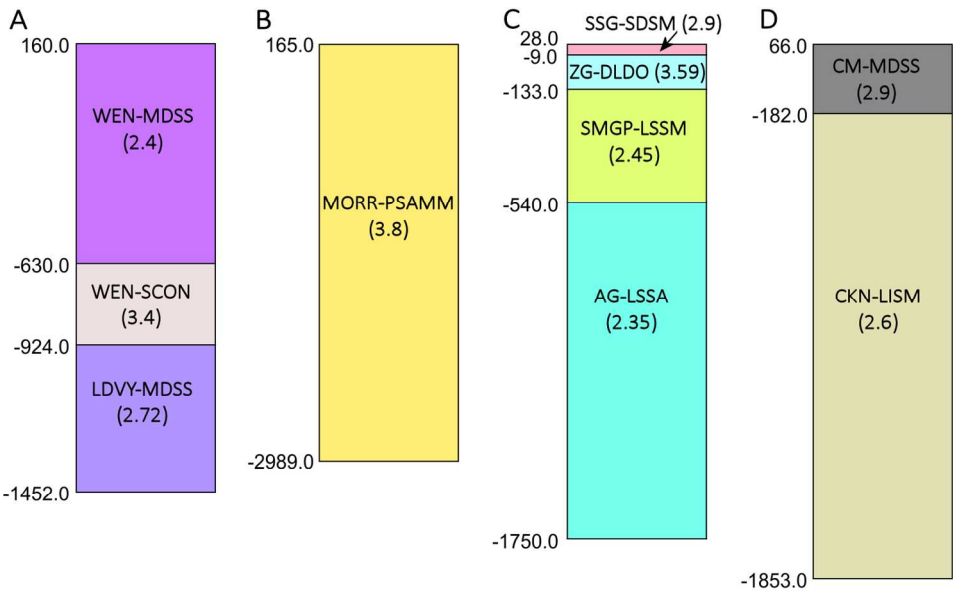 A
160.0
WEN-MDSS
(2.4)
-630.0
WEN-SCON
(3.4)
-924.0
LDVY-MDSS
(2.72)
-1452.0
B
165.0
MORR-PSAMM
(3.8)
-2989.0
C
SSG-SDSM (2.9)
28.0
-9.0
ZG-DLDO (3.59)
-133.0
SMGP-LSSM
(2.45)
-540.0
AG-LSSA
(2.35)
-1750.0
D
66.0
CM-MDSS
(2.9)
-182.0
CKN-LISM
(2.6)
-1853.0